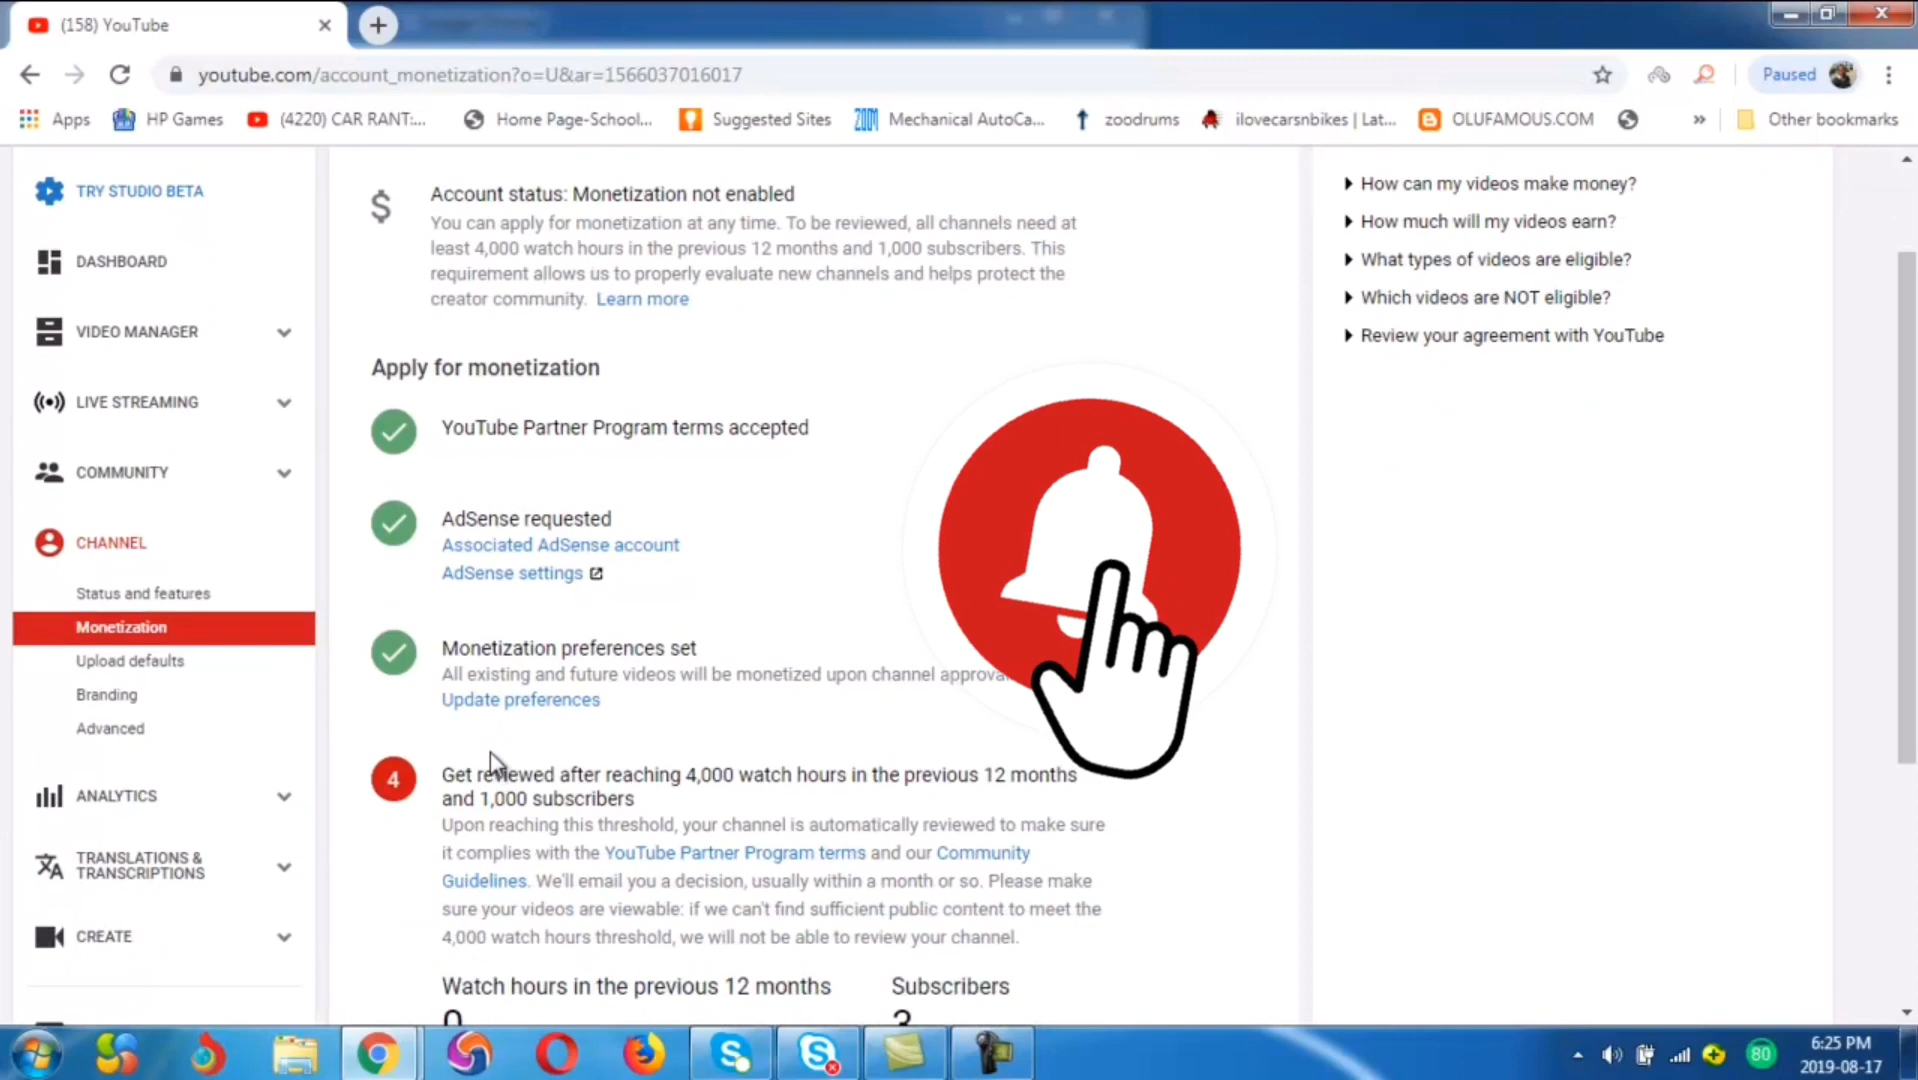 (158) YouTube
youtube.com/account_monetization?o=U&ar=1566037016017
Paused
Apps
HP Games
(4220) CAR RANT:...
Home Page-School...
Suggested Sites
ZOOM
Mechanical AutoCa...
zoodrums
ilovecarsnbikes | Lat...
OLUFAMOUS.COM
»
Other bookmarks
TRY STUDIO BETA
DASHBOARD
VIDEO MANAGER
LIVE STREAMING
COMMUNITY
CHANNEL
Status and features
Monetization
Upload defaults
Branding
Advanced
ANALYTICS
TRANSLATIONS &
TRANSCRIPTIONS
CREATE
$
Account status: Monetization not enabled
You can apply for monetization at any time. To be reviewed, all channels need at
least 4,000 watch hours in the previous 12 months and 1,000 subscribers. This
requirement allows us to properly evaluate new channels and helps protect the
creator community. Learn more
Apply for monetization
YouTube Partner Program terms accepted
AdSense requested
Associated AdSense account
AdSense settings
Monetization preferences set
All existing and future videos will be monetized upon channel approva
Update preferences
4
Get reviewed after reaching 4,000 watch hours in the previous 12 months
and 1,000 subscribers
Upon reaching this threshold, your channel is automatically reviewed to make sure
it complies with the YouTube Partner Program terms and our Community
Guidelines. We'll email you a decision, usually within a month or so. Please make
sure your videos are viewable: if we can't find sufficient public content to meet the
4,000 watch hours threshold, we will not be able to review your channel.
Watch hours in the previous 12 months
0
Subscribers
3
How can my videos make money?
How much will my videos earn?
What types of videos are eligible?
Which videos are NOT eligible?
Review your agreement with YouTube
80
6:25 PM
2019-08-17